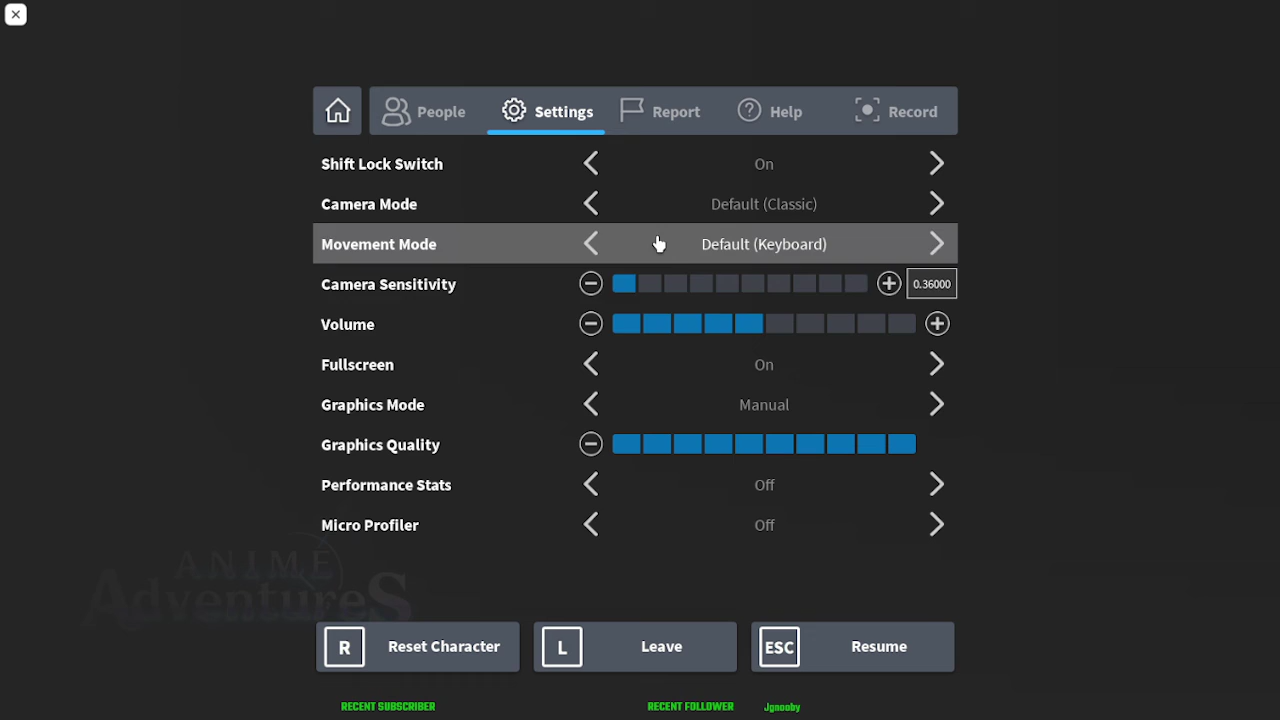 People Settings Report Help Record
Shift Lock Switch On
Camera Mode Default (Classic)
Movement Mode Default (Keyboard)
Camera Sensitivity 0.36000
Volume
Fullscreen On
Graphics Mode Manual
Graphics Quality
Performance Stats Off
Micro Profiler Off
ANIME
Adventures
R Reset Character L Leave ESC Resume
RECENT SUBSCRIBER RECENT FOLLOWER Jgnooby